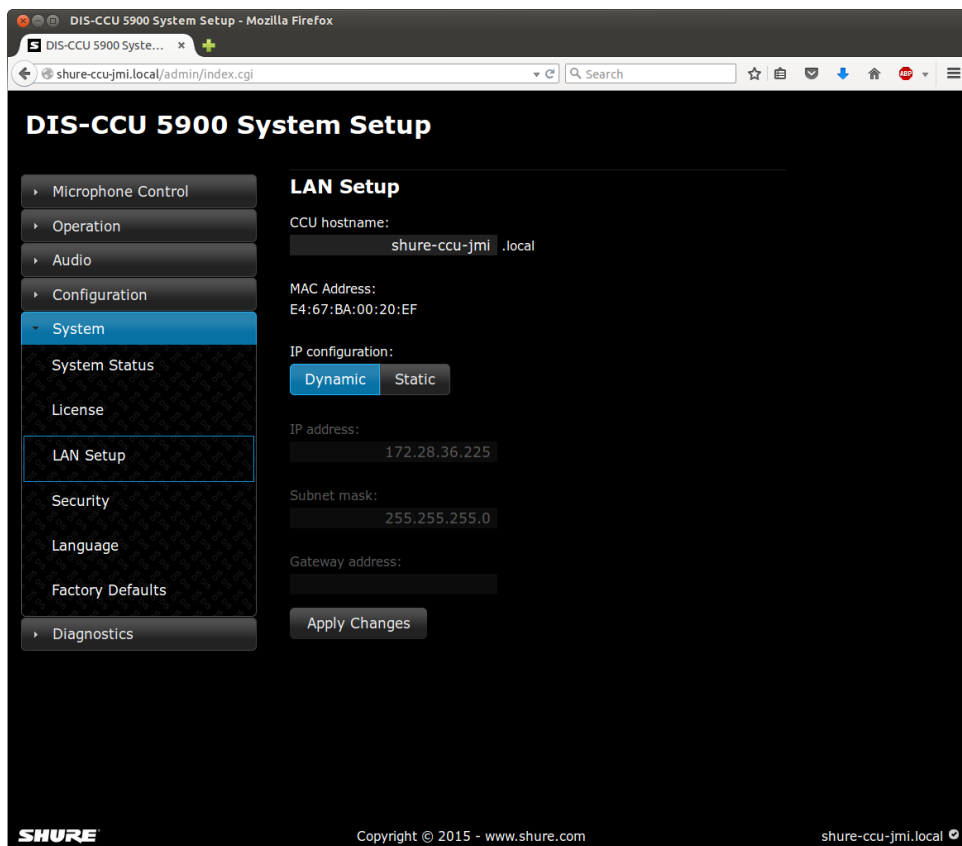 DIS-CCU 5900 System Setup - Mozilla Firefox
DIS-CCU 5900 Syste...
shure-ccu-jmi.local/admin/index.cgi
Search
ABP
DIS-CCU 5900 System Setup
Microphone Control
Operation
Audio
Configuration
System
System Status
License
LAN Setup
Security
Language
Factory Defaults
Diagnostics
LAN Setup
CCU hostname:
shure-ccu-jmi .local
MAC Address:
E4:67:BA:00:20:EF
IP configuration:
Dynamic Static
IP address:
172.28.36.225
Subnet mask:
255.255.255.0
Gateway address:
Apply Changes
SHURE Copyright © 2015 - www.shure.com shure-ccu-jmi.local